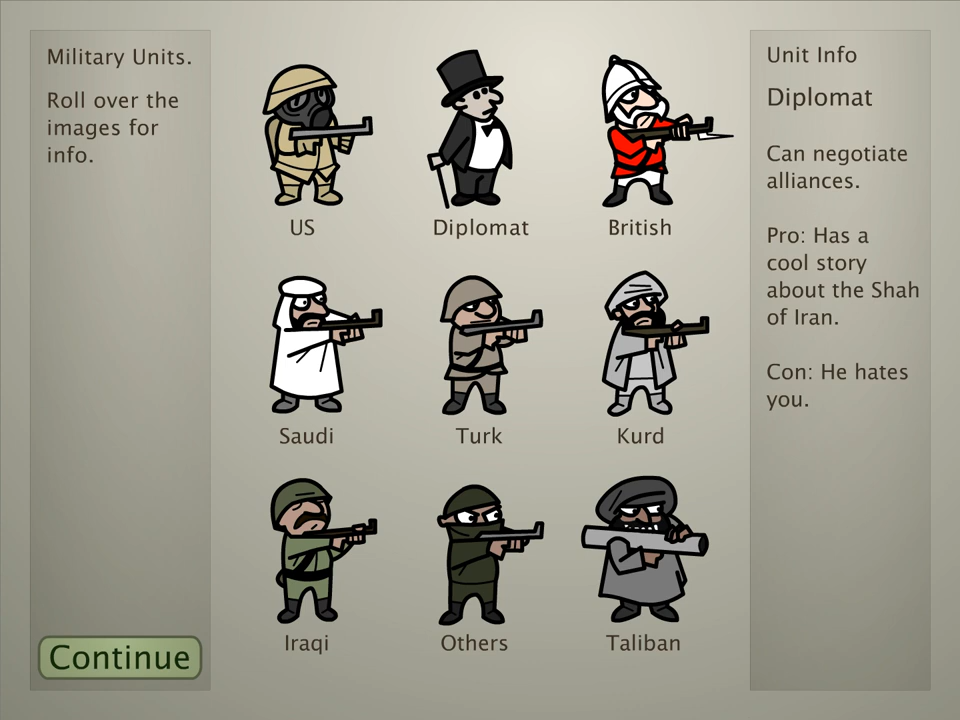 Military Units.
Roll over the
images for
info.
US
Diplomat
British
Saudi
Turk
Kurd
Iraqi
Others
Taliban
Continue
Unit Info
Diplomat
Can negotiate
alliances.
Pro: Has a
cool story
about the Shah
of Iran.
Con: He hates
you.